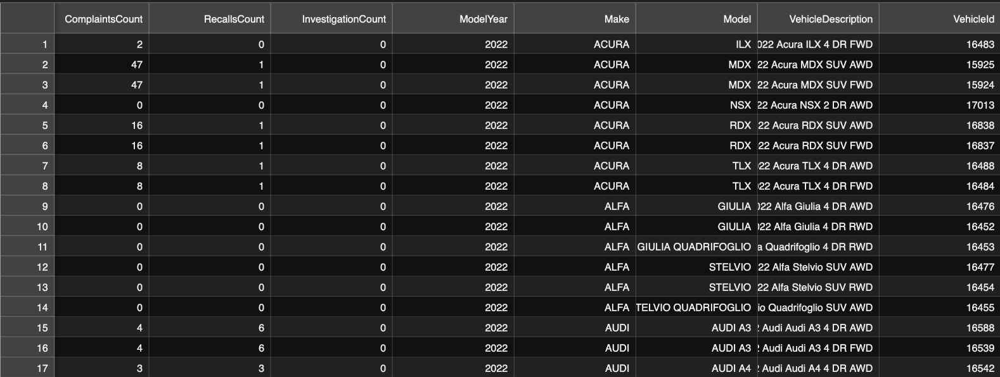 ComplaintsCount RecallsCount InvestigationCount ModelYear Make Model VehicleDescription VehicleId
1 2 0 0 2022 ACURA ILX 022 Acura ILX 4 DR FWD 16483
2 47 1 0 2022 ACURA MDX 22 Acura MDX SUV AWD 15925
3 47 1 0 2022 ACURA MDX 22 Acura MDX SUV FWD 15924
4 0 0 0 2022 ACURA NSX 22 Acura NSX 2 DR AWD 17013
5 16 1 0 2022 ACURA RDX 22 Acura RDX SUV AWD 16838
6 16 1 0 2022 ACURA RDX 22 Acura RDX SUV FWD 16837
7 8 1 0 2022 ACURA TLX 22 Acura TLX 4 DR AWD 16488
8 8 1 0 2022 ACURA TLX 22 Acura TLX 4 DR FWD 16484
9 0 0 0 2022 ALFA GIULIA 022 Alfa Giulia 4 DR AWD 16476
10 0 0 0 2022 ALFA GIULIA 022 Alfa Giulia 4 DR RWD 16452
11 0 0 0 2022 ALFA GIULIA QUADRIFOGLIO a Quadrifoglio 4 DR RWD 16453
12 0 0 0 2022 ALFA STELVIO 22 Alfa Stelvio SUV AWD 16477
13 0 0 0 2022 ALFA STELVIO 22 Alfa Stelvio SUV RWD 16454
14 0 0 0 2022 ALFA TELVIO QUADRIFOGLIO io Quadrifoglio SUV AWD 16455
15 4 6 0 2022 AUDI AUDI A3 Audi Audi A3 4 DR AWD 16588
16 4 6 0 2022 AUDI AUDI A3 Audi Audi A3 4 DR FWD 16539
17 3 3 0 2022 AUDI AUDI A4 Audi Audi A4 4 DR AWD 16542